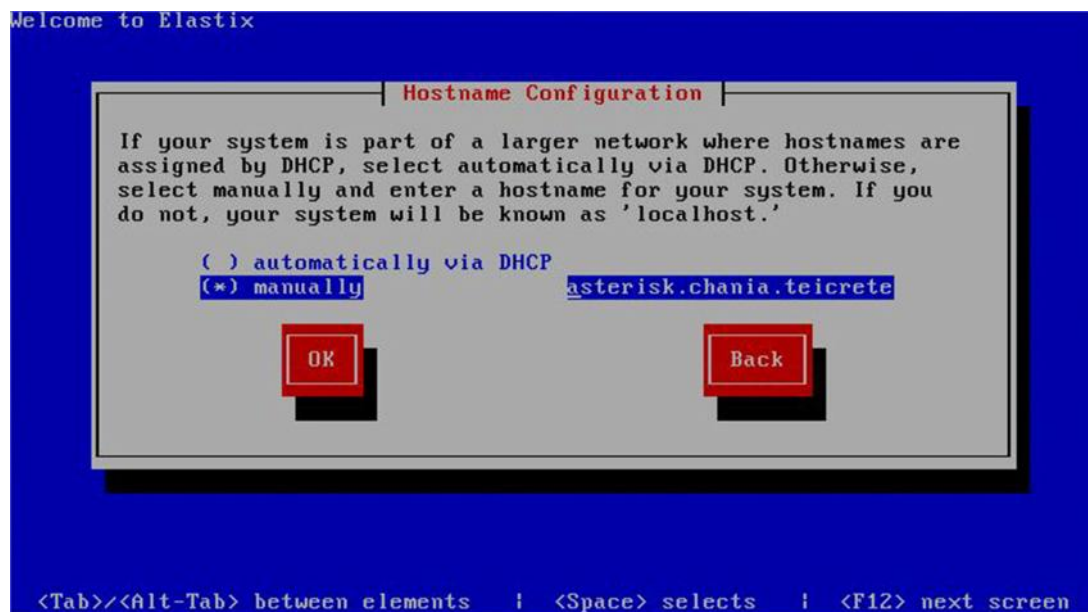 Welcome to Elastix
Hostname Configuration
If your system is part of a larger network where hostnames are
assigned by DHCP, select automatically via DHCP. Otherwise,
select manually and enter a hostname for your system. If you
do not, your system will be known as 'localhost.'
( ) automatically via DHCP
(*) manually asterisk.chania.teicrete
OK Back
<Tab>/<Alt-Tab> between elements | <Space> selects | <F12> next screen